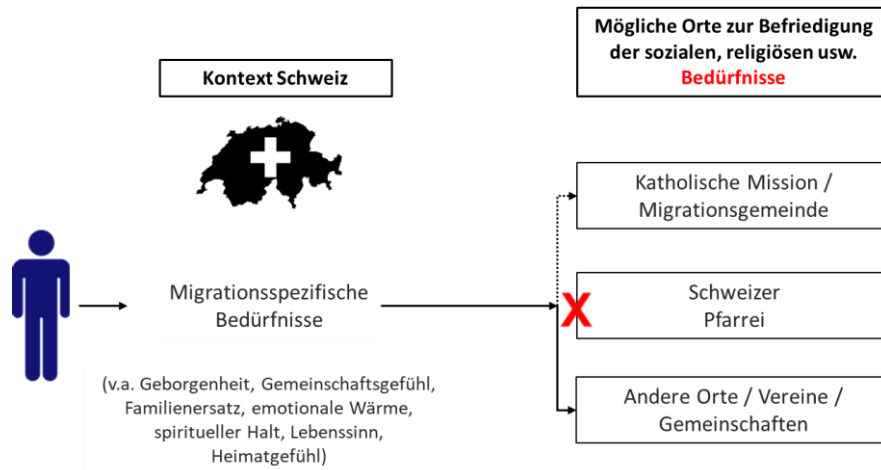 Kontext Schweiz
Mögliche Orte zur Befriedigung
der sozialen, religiösen usw.
Bedürfnisse
Migrationsspezifische
Bedürfnisse
(v.a. Geborgenheit, Gemeinschaftsgefühl,
Familienersatz, emotionale Wärme,
spiritueller Halt, Lebenssinn,
Heimatgefühl)
Katholische Mission /
Migrationsgemeinde
X
Schweizer
Pfarrei
Andere Orte / Vereine /
Gemeinschaften